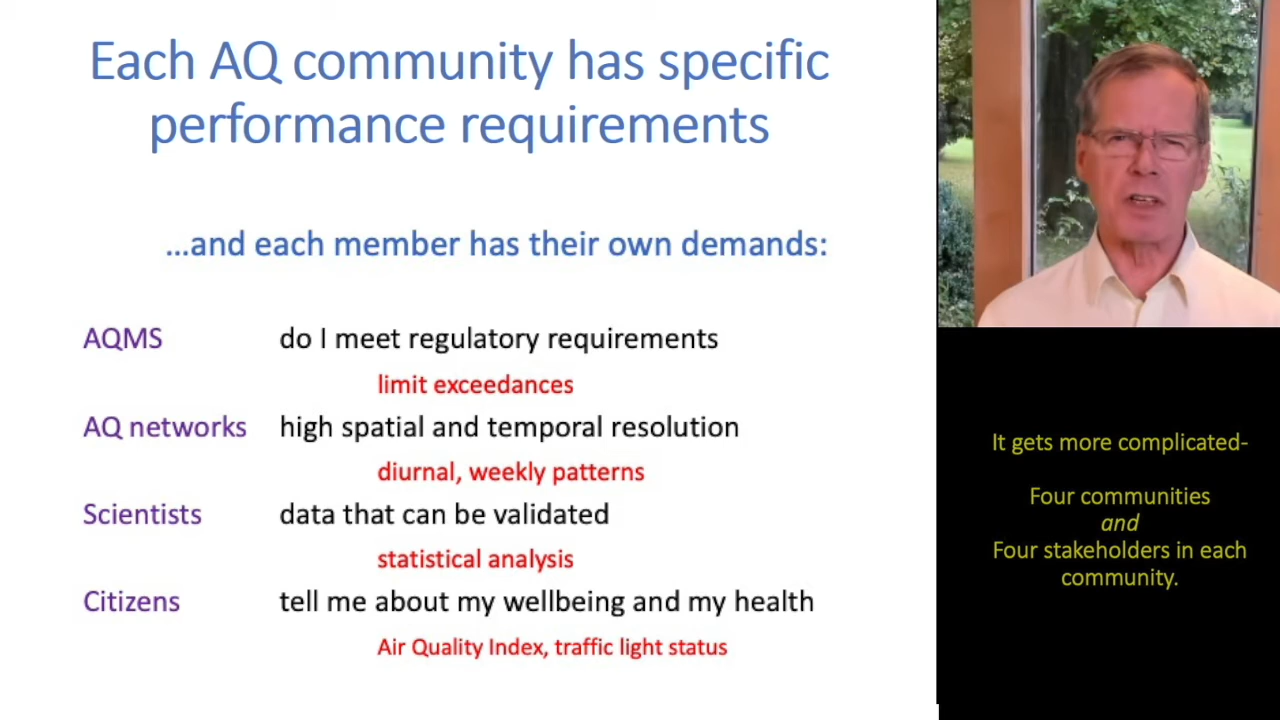 Each AQ community has specific
performance requirements
...and each member has their own demands:
AQMS do I meet regulatory requirements
limit exceedances
AQ networks high spatial and temporal resolution
diurnal, weekly patterns
Scientists data that can be validated
statistical analysis
Citizens tell me about my wellbeing and my health
Air Quality Index, traffic light status
It gets more complicated-
Four communities
and
Four stakeholders in each
community.